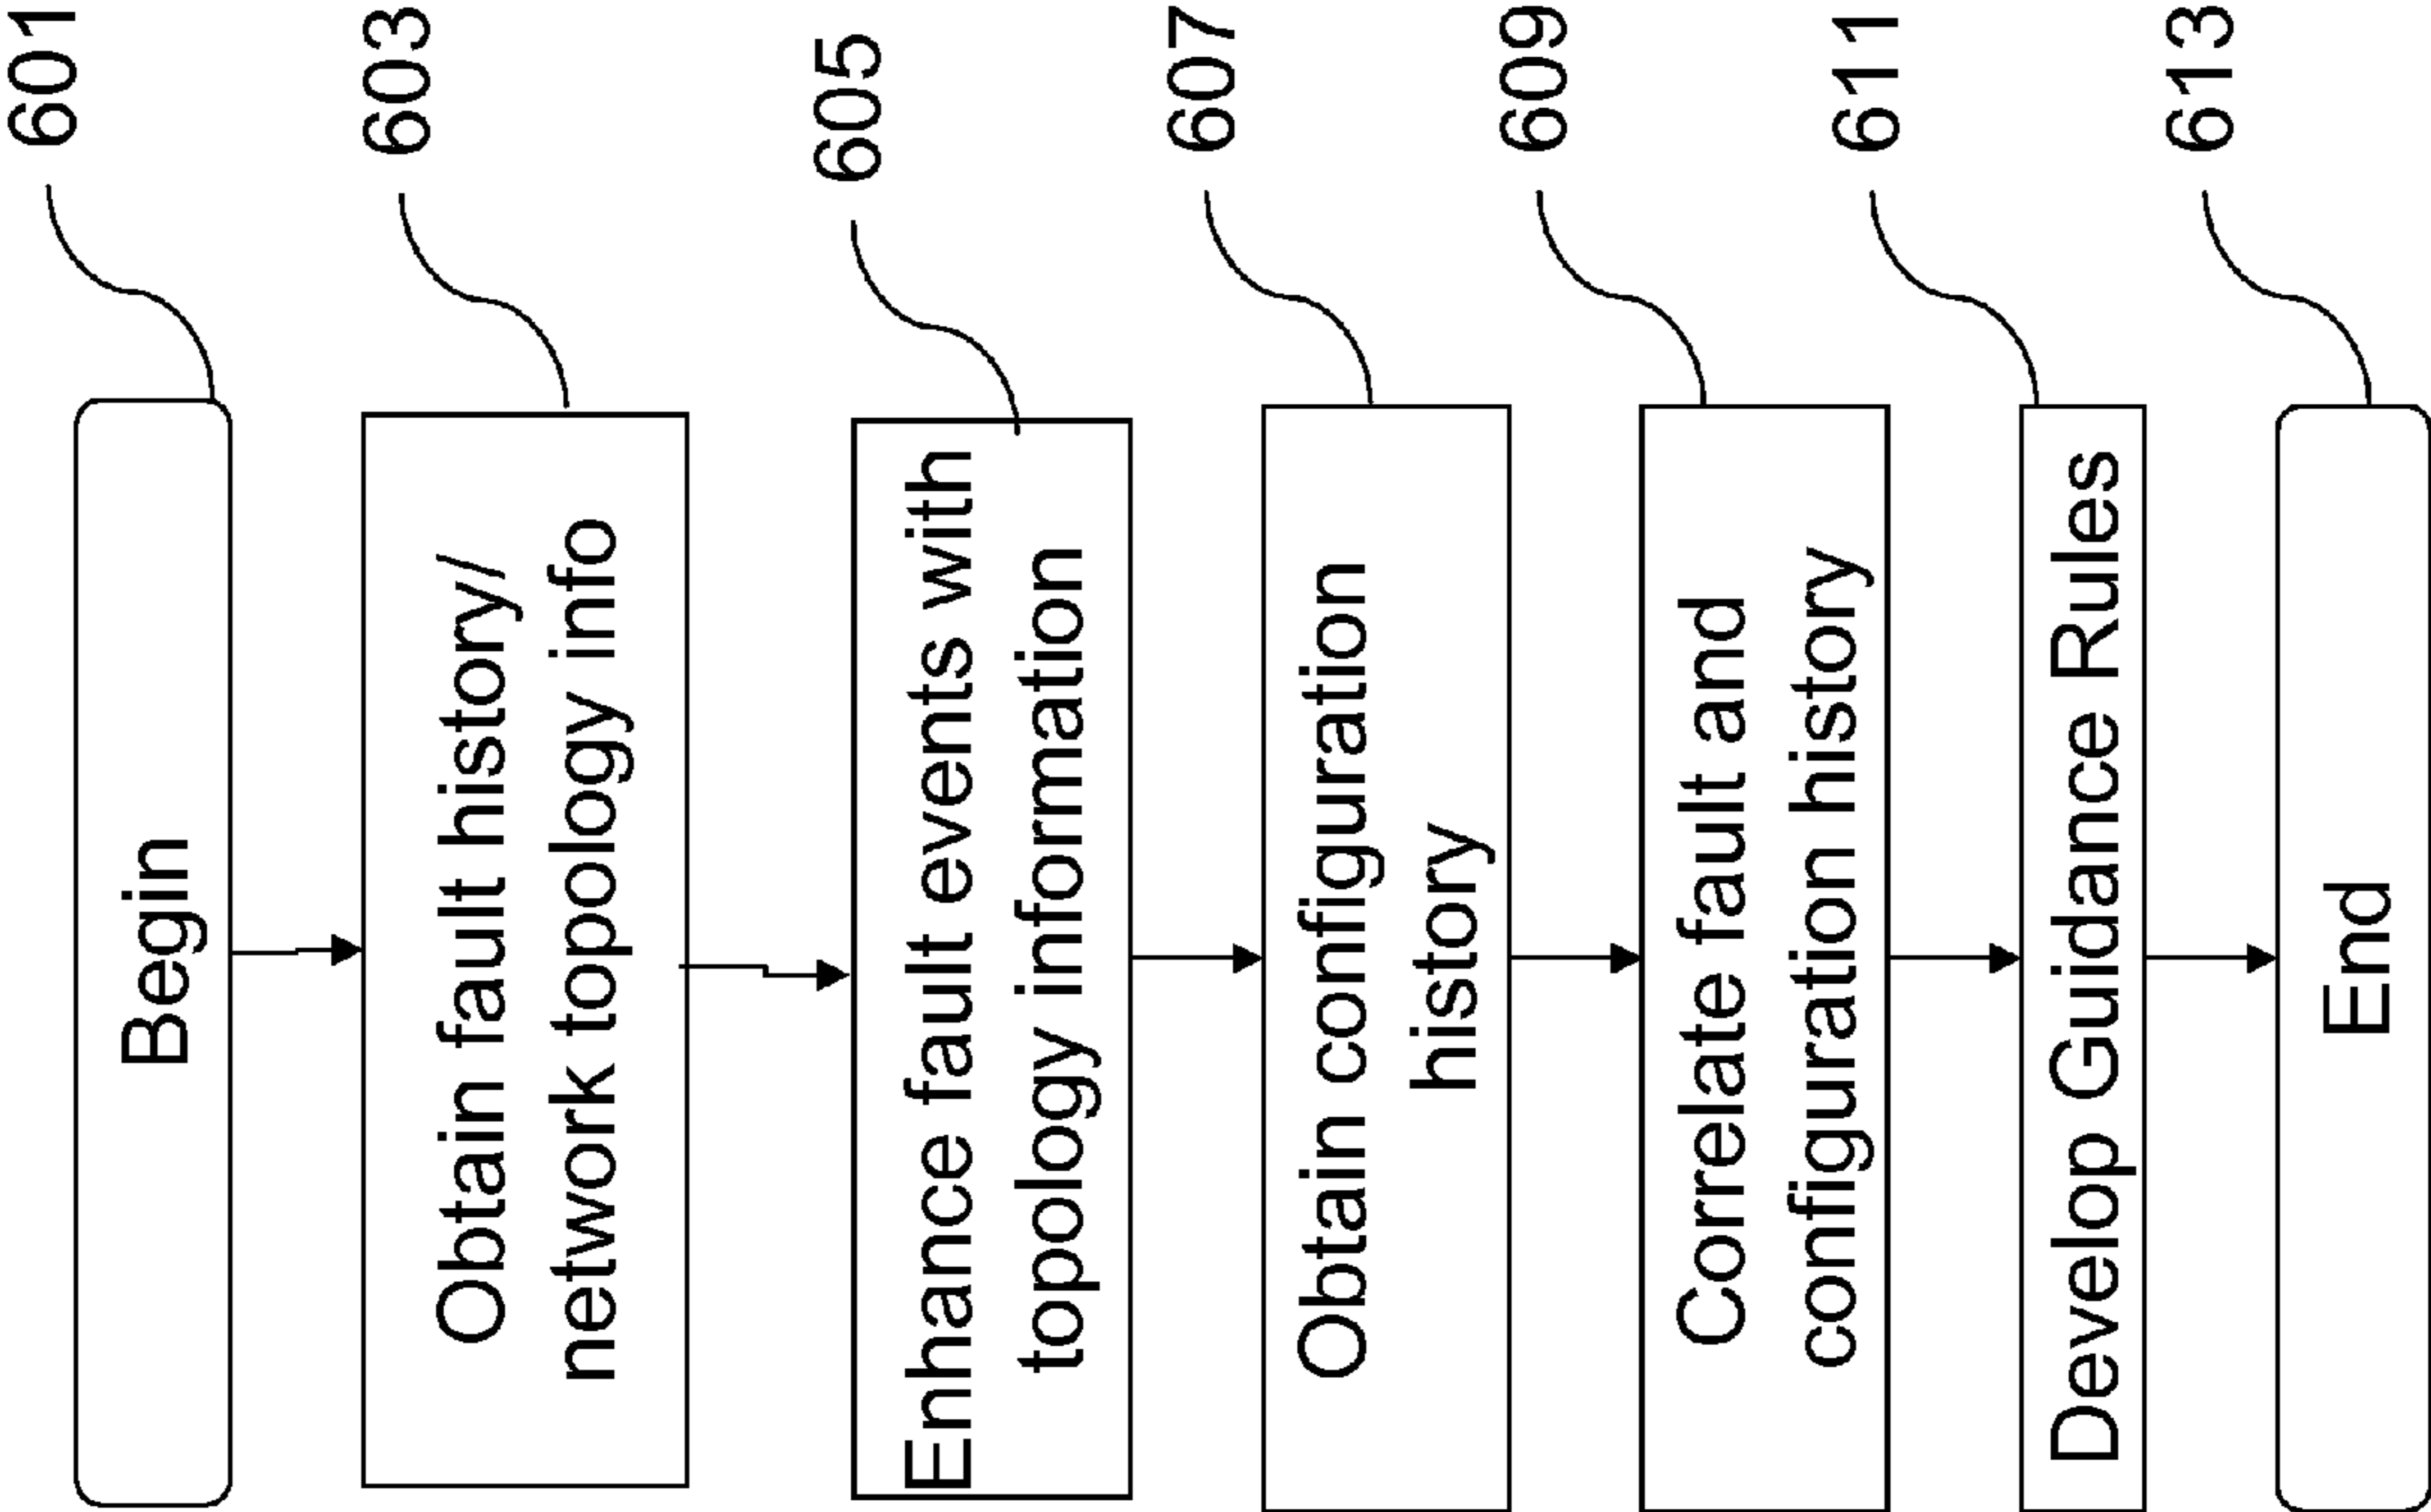 Begin
601
Obtain fault history//
network topology info
603
Enhance fault events with
topology information
605
Obtain configuration
history
607
Correlate fault and
configuration history
609
Develop Guidance Rules
611
End
613